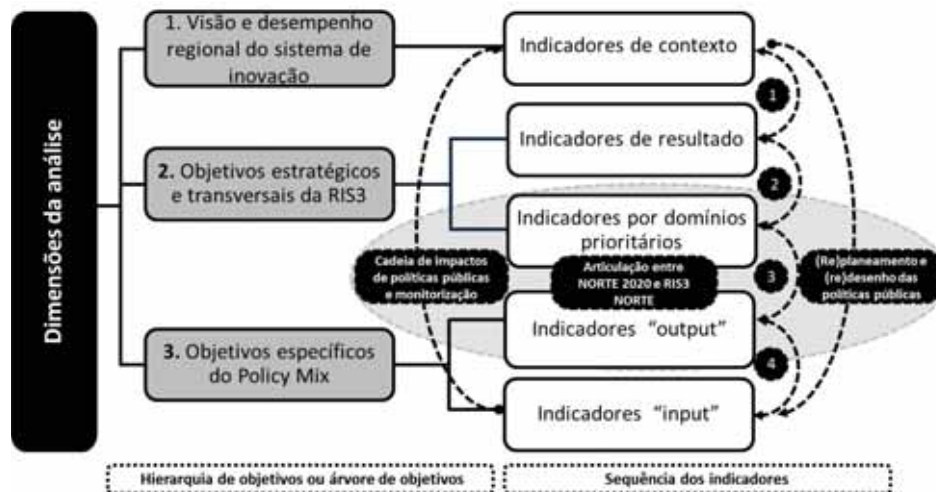 Dimensões da análise
1. Visão e desempenho
regional do sistema de
inovação
2. Objetivos estratégicos
e transversais da RIS3
3. Objetivos específicos
do Policy Mix
Indicadores de contexto
Indicadores de resultado
Indicadores por domínios
prioritários
Indicadores "output"
Indicadores "input"
Cadeia de impactos
de políticas públicas
e monitorização
Articulação entre
NORTE 2020 e RIS3
NORTE
(Re)planeamento e
(re)desenho das
políticas públicas
1
2
3
4
Hierarquia de objetivos ou árvore de objetivos
Sequência dos indicadores